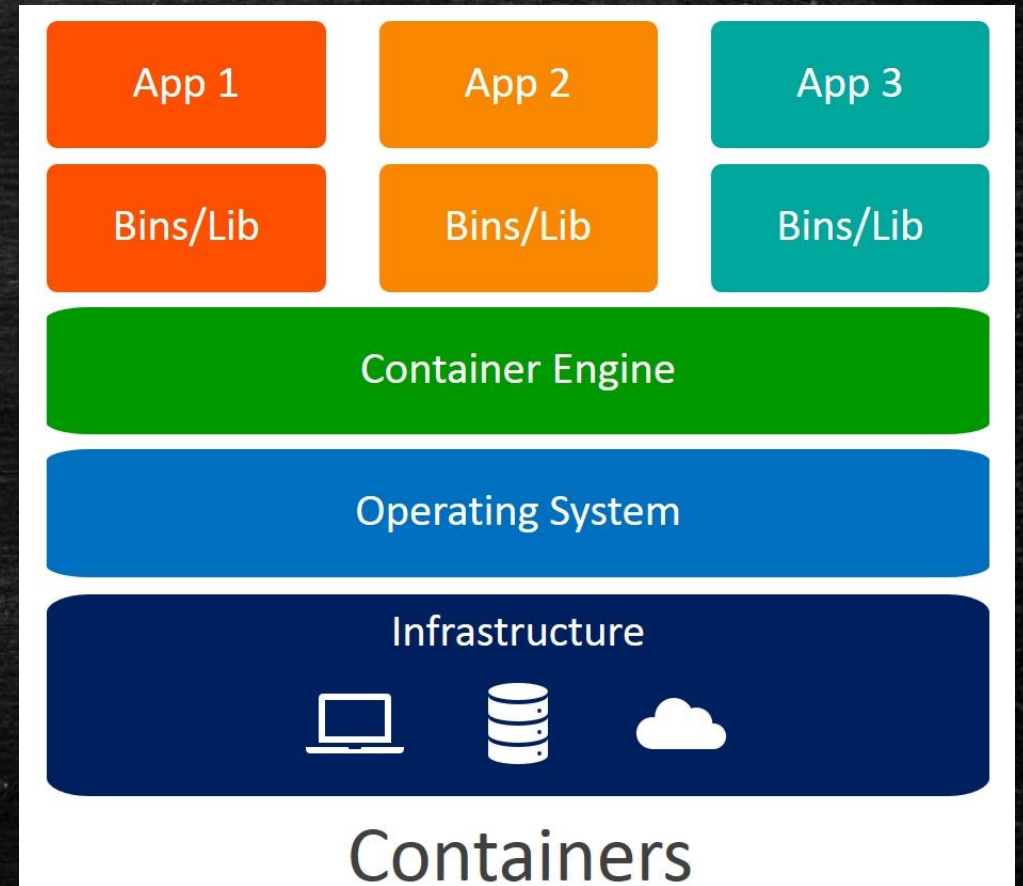 App 1
App 2
App 3
Bins/Lib
Bins/Lib
Bins/Lib
Container Engine
Operating System
Infrastructure
Containers